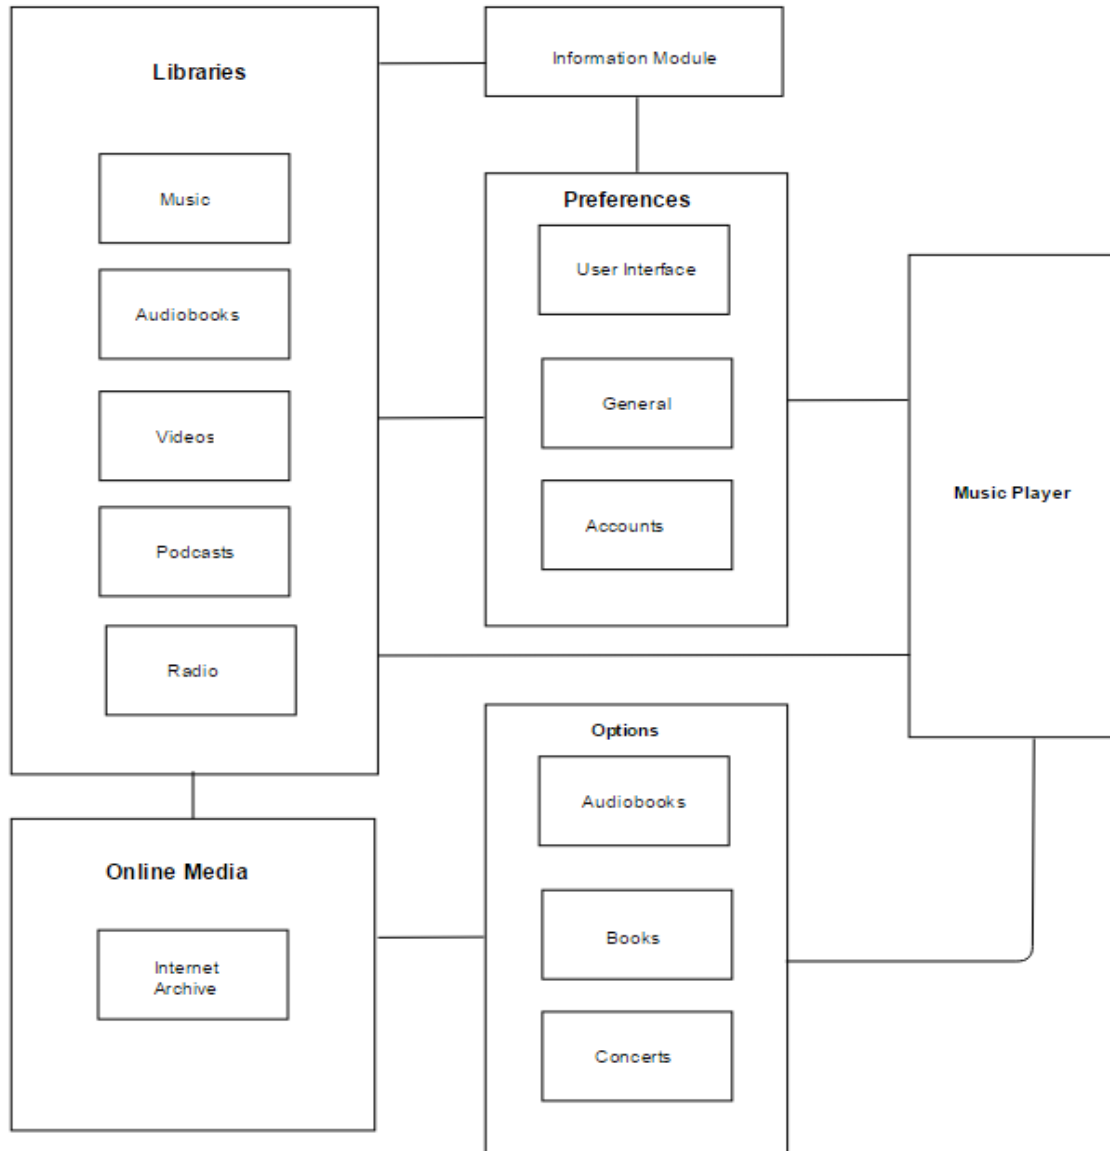 Libraries
Music
Audiobooks
Videos
Podcasts
Radio
Information Module
Preferences
User Interface
General
Accounts
Music Player
Online Media
Internet
Archive
Options
Audiobooks
Books
Concerts